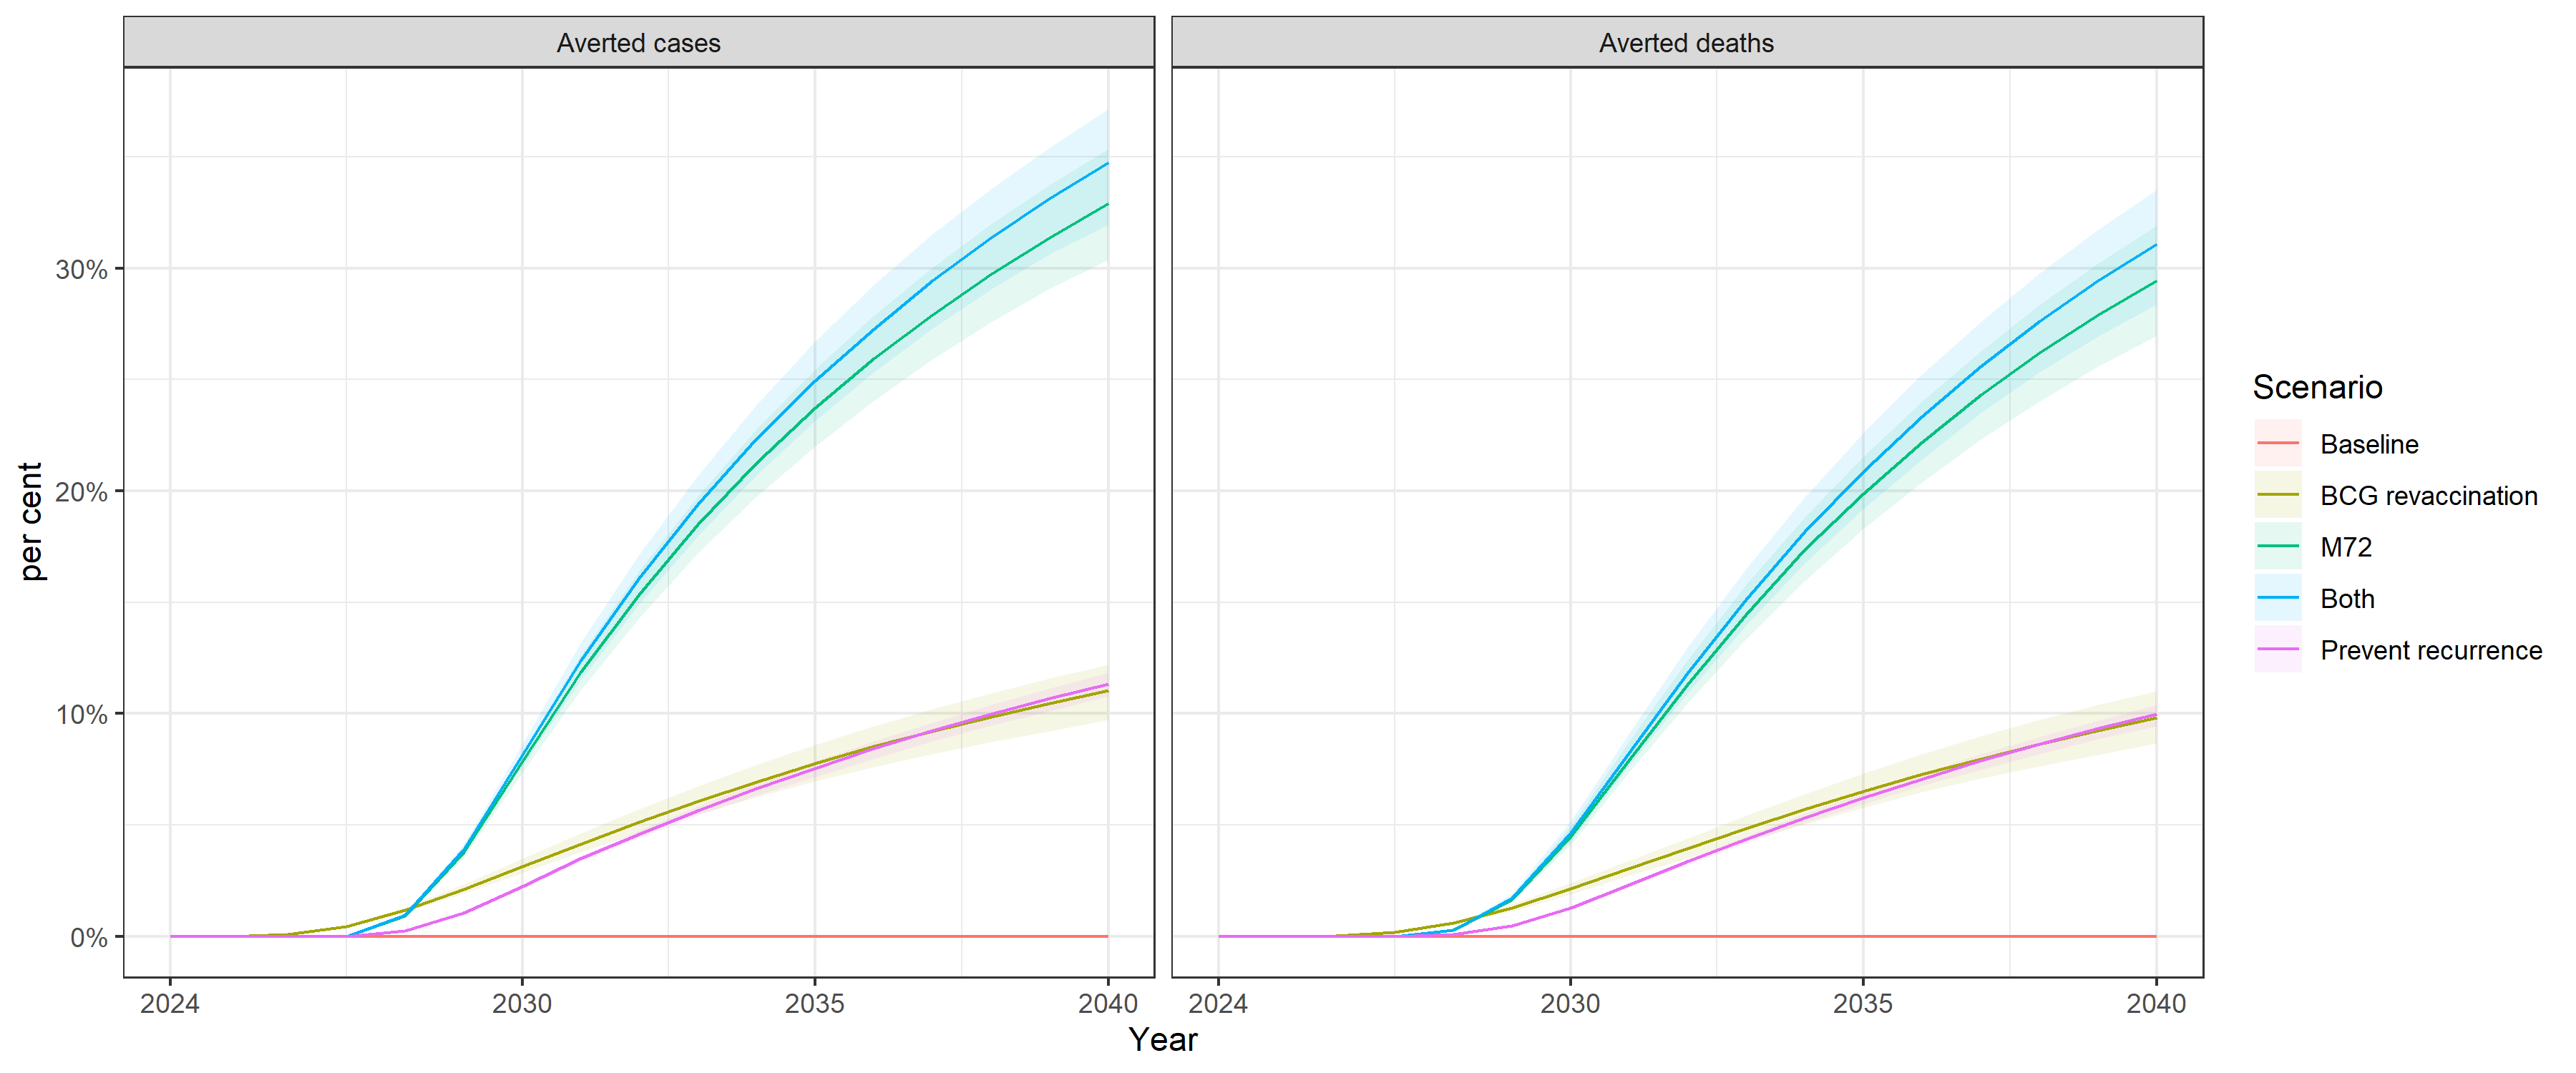 Averted cases
Averted deaths
per cent
30%
20%
10%
0%
2024
2030
2035
2040
2024
2030
2035
2040
Year
Scenario
Baseline
BCG revaccination
M72
Both
Prevent recurrence